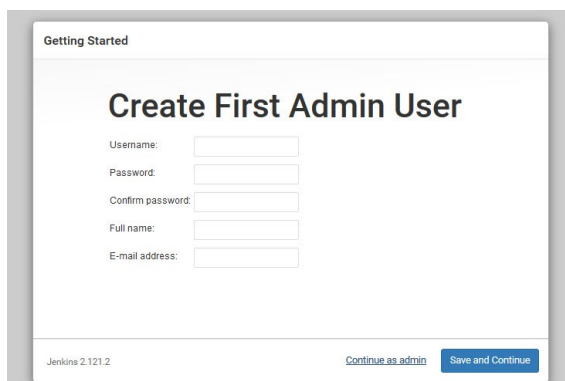 Getting Started
Create First Admin User
Username:
Password:
Confirm password:
Full name:
E-mail address:
Jenkins 2.121.2 Continue as admin Save and Continue